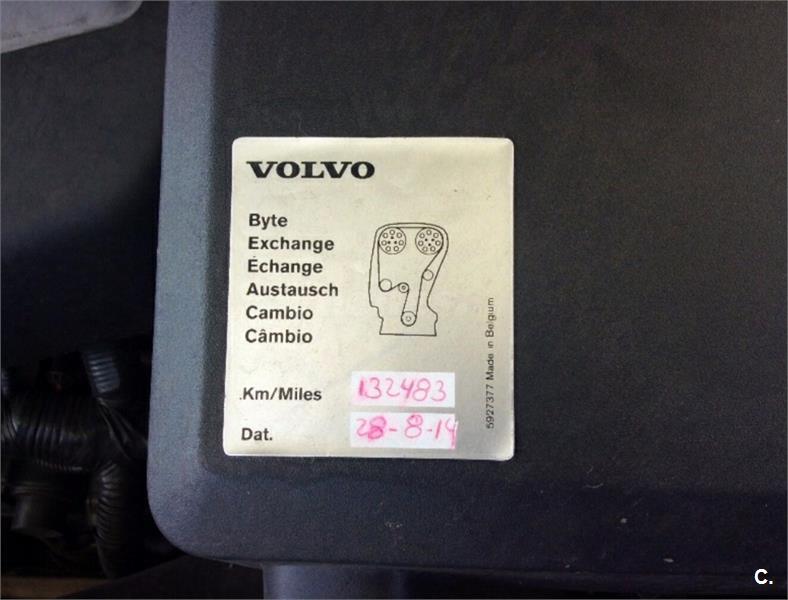 VOLVO
Byte
Exchange
Échange
Austausch
Cambio
Câmbio
.Km/Miles 132483
Dat. 28-8-14
5927377 Made in Belgium
C.